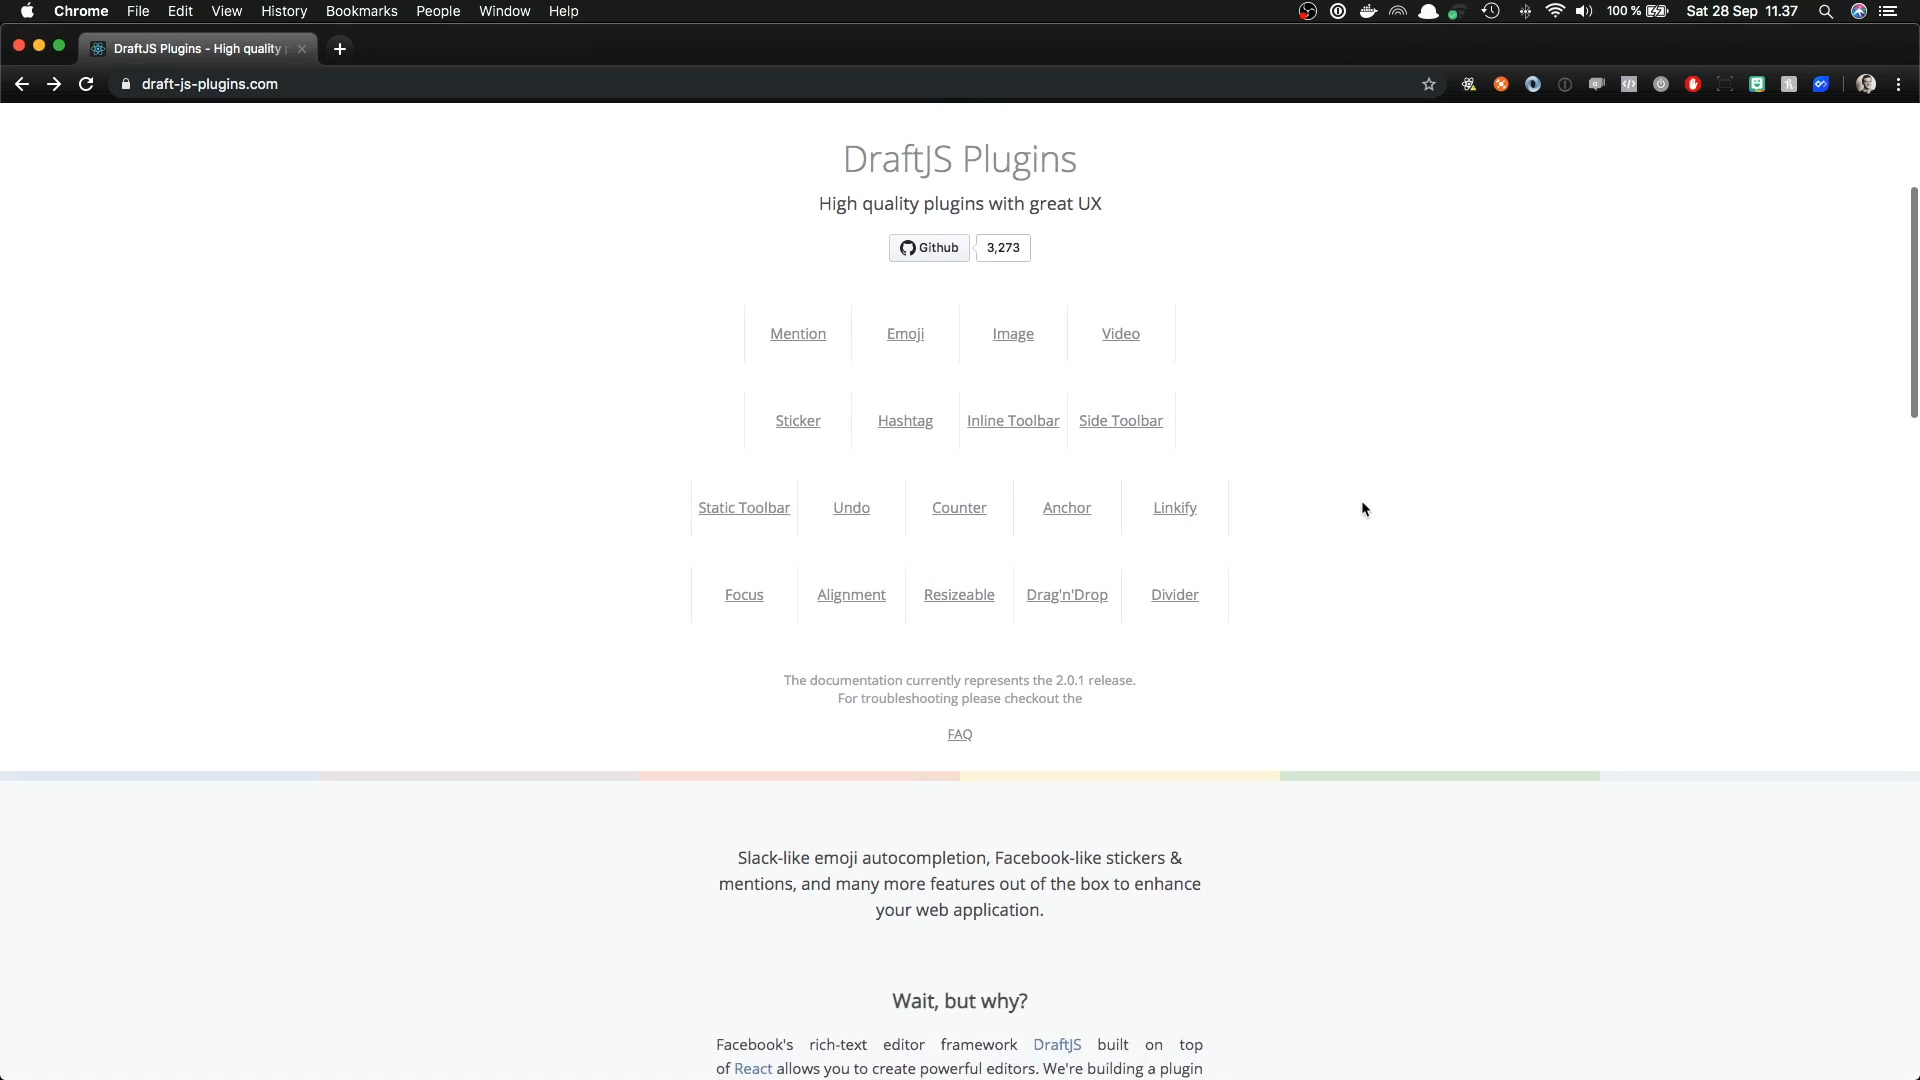 Chrome File Edit View History Bookmarks People Window Help 100 % Sat 28 Sep 11.37
DraftJS Plugins - High quality
draft-js-plugins.com
DraftJS Plugins
High quality plugins with great UX
Github 3,273
Mention Emoji Image Video
Sticker Hashtag Inline Toolbar Side Toolbar
Static Toolbar Undo Counter Anchor Linkify
Focus Alignment Resizeable Drag'n'Drop Divider
The documentation currently represents the 2.0.1 release.
For troubleshooting please checkout the
FAQ
Slack-like emoji autocompletion, Facebook-like stickers &
mentions, and many more features out of the box to enhance
your web application.
Wait, but why?
Facebook's rich-text editor framework DraftJS built on top
of React allows you to create powerful editors. We're building a plugin